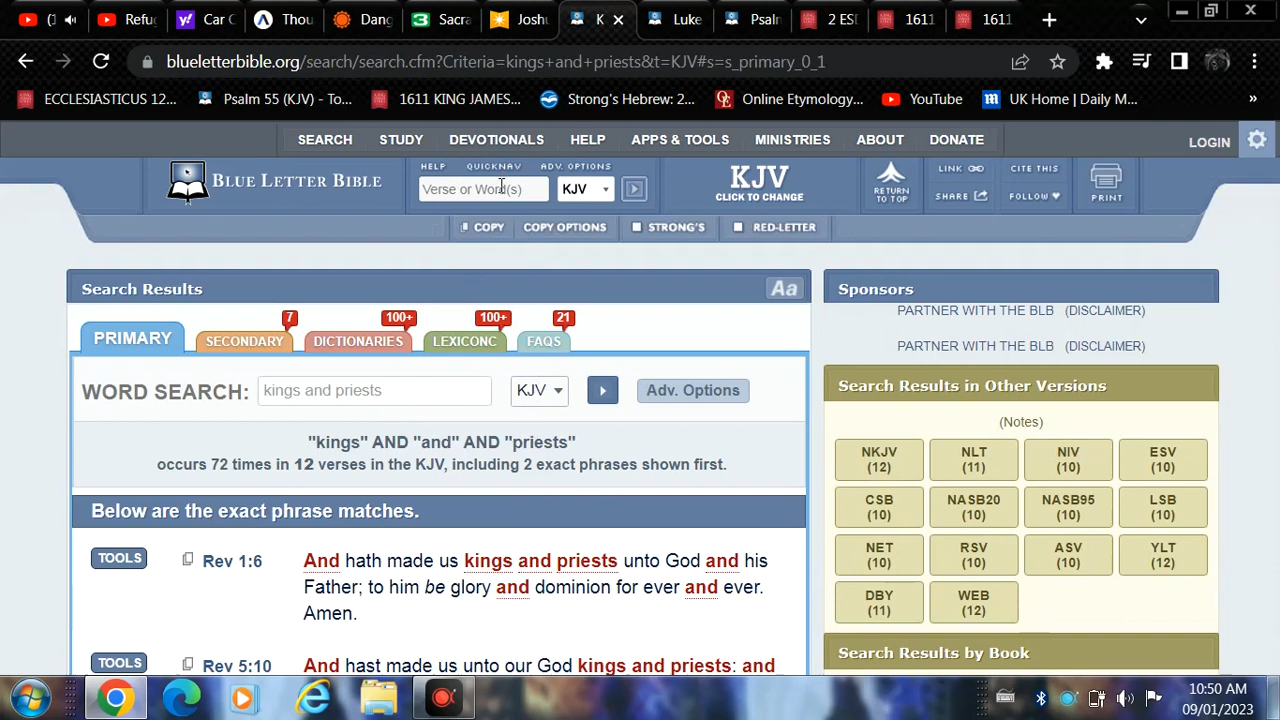 (1
Refu
Car C
Thou
Dang
Sacra
Joshu
K
Luke
Psaln
2 ESD
1611
1611
blueletterbible.org/search/search.cfm?Criteria=kings+and+priests&t=KJV#s=s_primary_0_1
ECCLESIASTICUS 12...
Psalm 55 (KJV) - To...
1611 KING JAMES...
Strong's Hebrew: 2...
Online Etymology...
YouTube
UK Home | Daily M...
»
SEARCH STUDY DEVOTIONALS HELP APPS & TOOLS MINISTRIES ABOUT DONATE LOGIN
BLUE LETTER BIBLE
HELP QUICKNAV ADV. OPTIONS
Verse or Word(s) KJV
KJV
CLICK TO CHANGE
RETURN
TO TOP
LINK CITE THIS
SHARE FOLLOW
PRINT
COPY COPY OPTIONS STRONG'S RED-LETTER
Search Results Aa
7 100+ 100+ 21
PRIMARY SECONDARY DICTIONARIES LEXICONC FAQS
WORD SEARCH: kings and priests KJV Adv. Options
"kings" AND "and" AND "priests"
occurs 72 times in 12 verses in the KJV, including 2 exact phrases shown first.
Below are the exact phrase matches.
TOOLS Rev 1:6 And hath made us kings and priests unto God and his
Father; to him be glory and dominion for ever and ever.
Amen.
TOOLS Rev 5:10 And hast made us unto our God kings and priests: and
Sponsors
PARTNER WITH THE BLB (DISCLAIMER)
PARTNER WITH THE BLB (DISCLAIMER)
Search Results in Other Versions
(Notes)
NKJV NLT NIV ESV
(12) (11) (10) (10)
CSB NASB20 NASB95 LSB
(10) (10) (10) (10)
NET RSV ASV YLT
(10) (10) (10) (12)
DBY WEB
(11) (12)
Search Results by Book
10:50 AM
09/01/2023